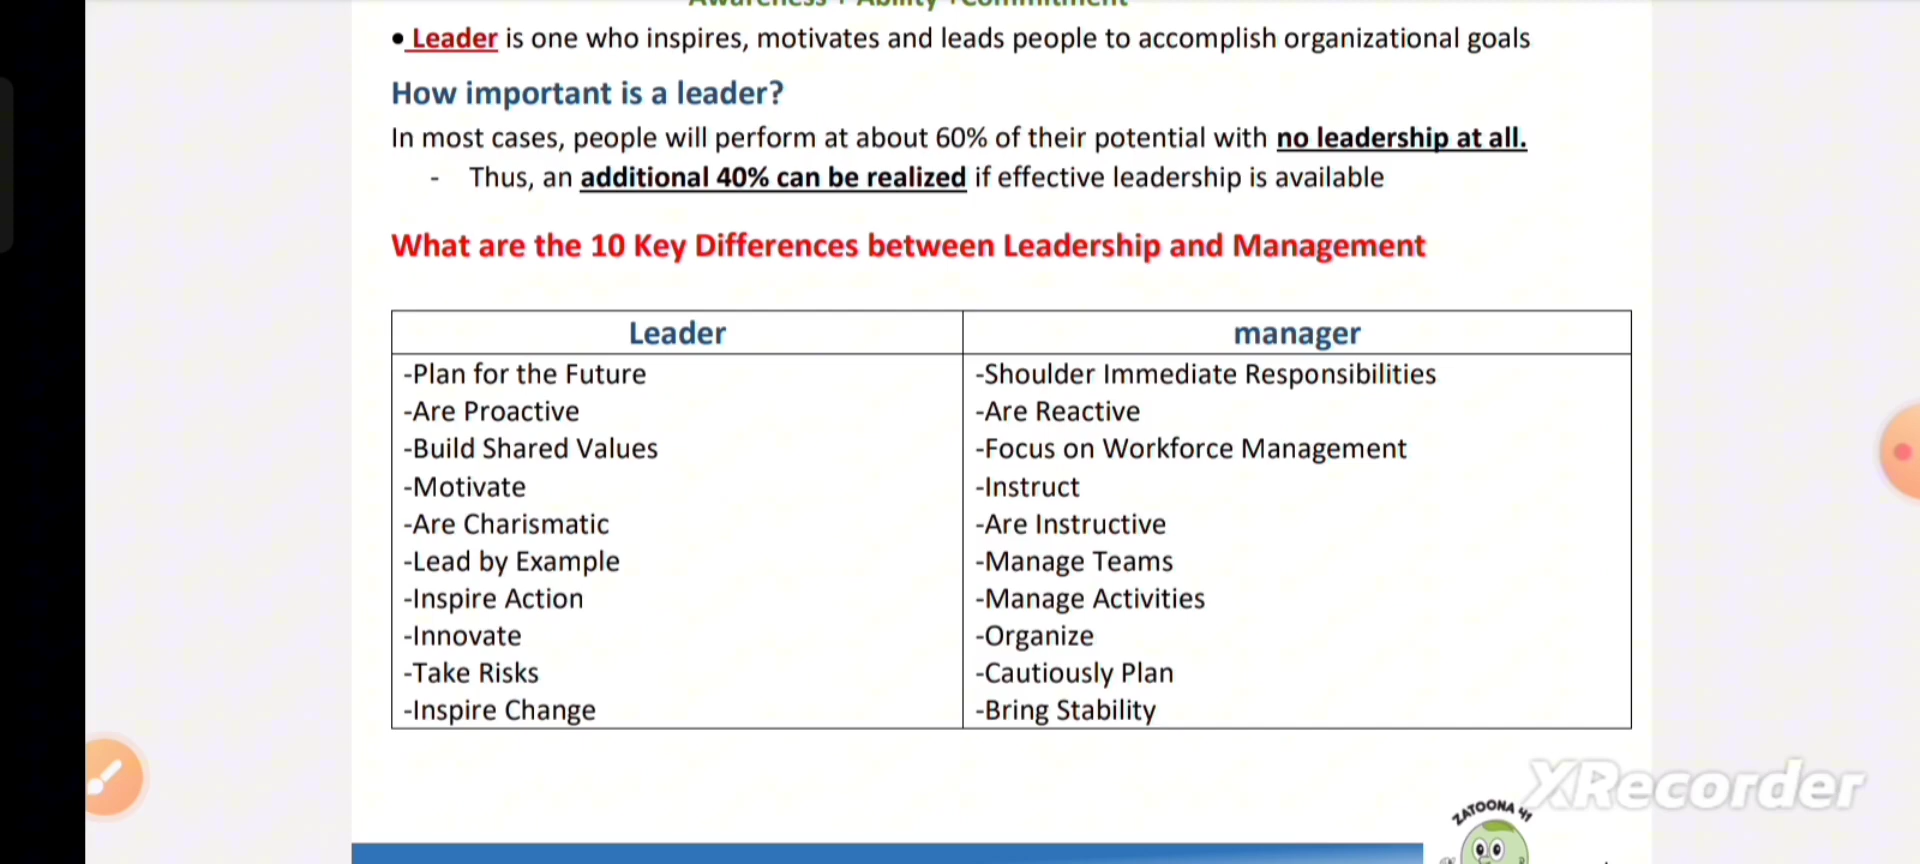 Awareness + Ability +Commitment
• Leader is one who inspires, motivates and leads people to accomplish organizational goals
How important is a leader?
In most cases, people will perform at about 60% of their potential with no leadership at all.
- Thus, an additional 40% can be realized if effective leadership is available
What are the 10 Key Differences between Leadership and Management
Leader
manager
-Plan for the Future
-Shoulder Immediate Responsibilities
-Are Proactive
-Are Reactive
-Build Shared Values
-Focus on Workforce Management
-Motivate
-Instruct
-Are Charismatic
-Are Instructive
-Lead by Example
-Manage Teams
-Inspire Action
-Manage Activities
-Innovate
-Organize
-Take Risks
-Cautiously Plan
-Inspire Change
-Bring Stability
XRecorder
ZATOONA 41